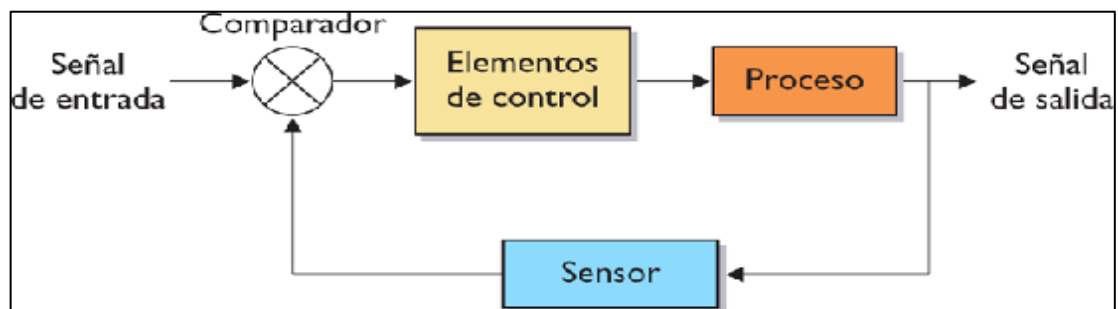 Comparador
Señal
de entrada
Elementos
de control
Proceso
Señal
de salida
Sensor